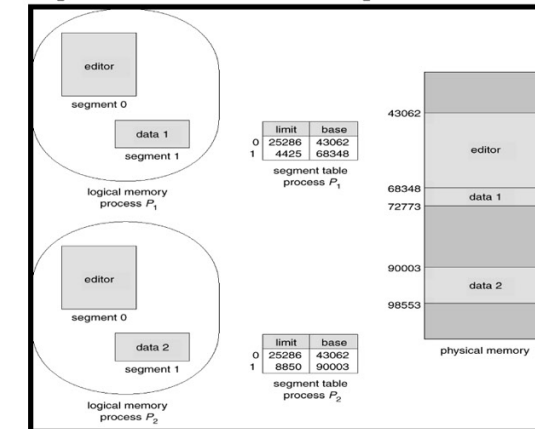 editor
segment 0
data 1
segment 1
logical memory
process P1
limit base
0 25286 43062
1 4425 68348
segment table
process P1
editor
segment 0
data 2
segment 1
logical memory
process P2
limit base
0 25286 43062
1 8850 90003
segment table
process P2
43062
editor
68348
data 1
72773
90003
data 2
98553
physical memory